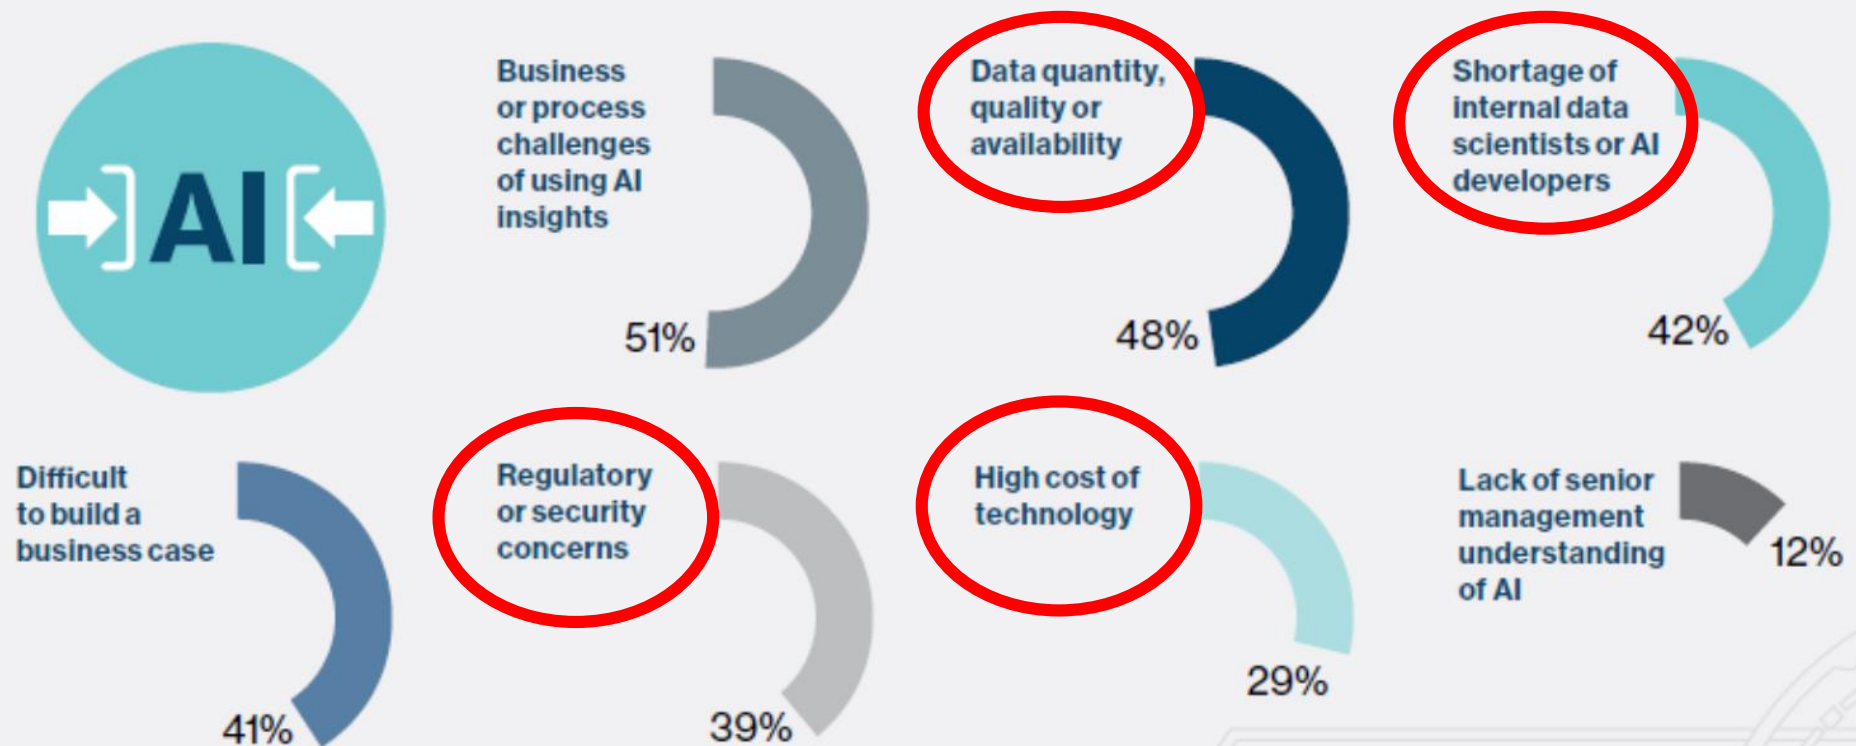 AI
Business
or process
challenges
of using AI
insights
51%
Data quantity,
quality or
availability
48%
Shortage of
internal data
scientists or AI
developers
42%
Difficult
to build a
business case
41%
Regulatory
or security
concerns
39%
High cost of
technology
29%
Lack of senior
management
understanding
of AI
12%